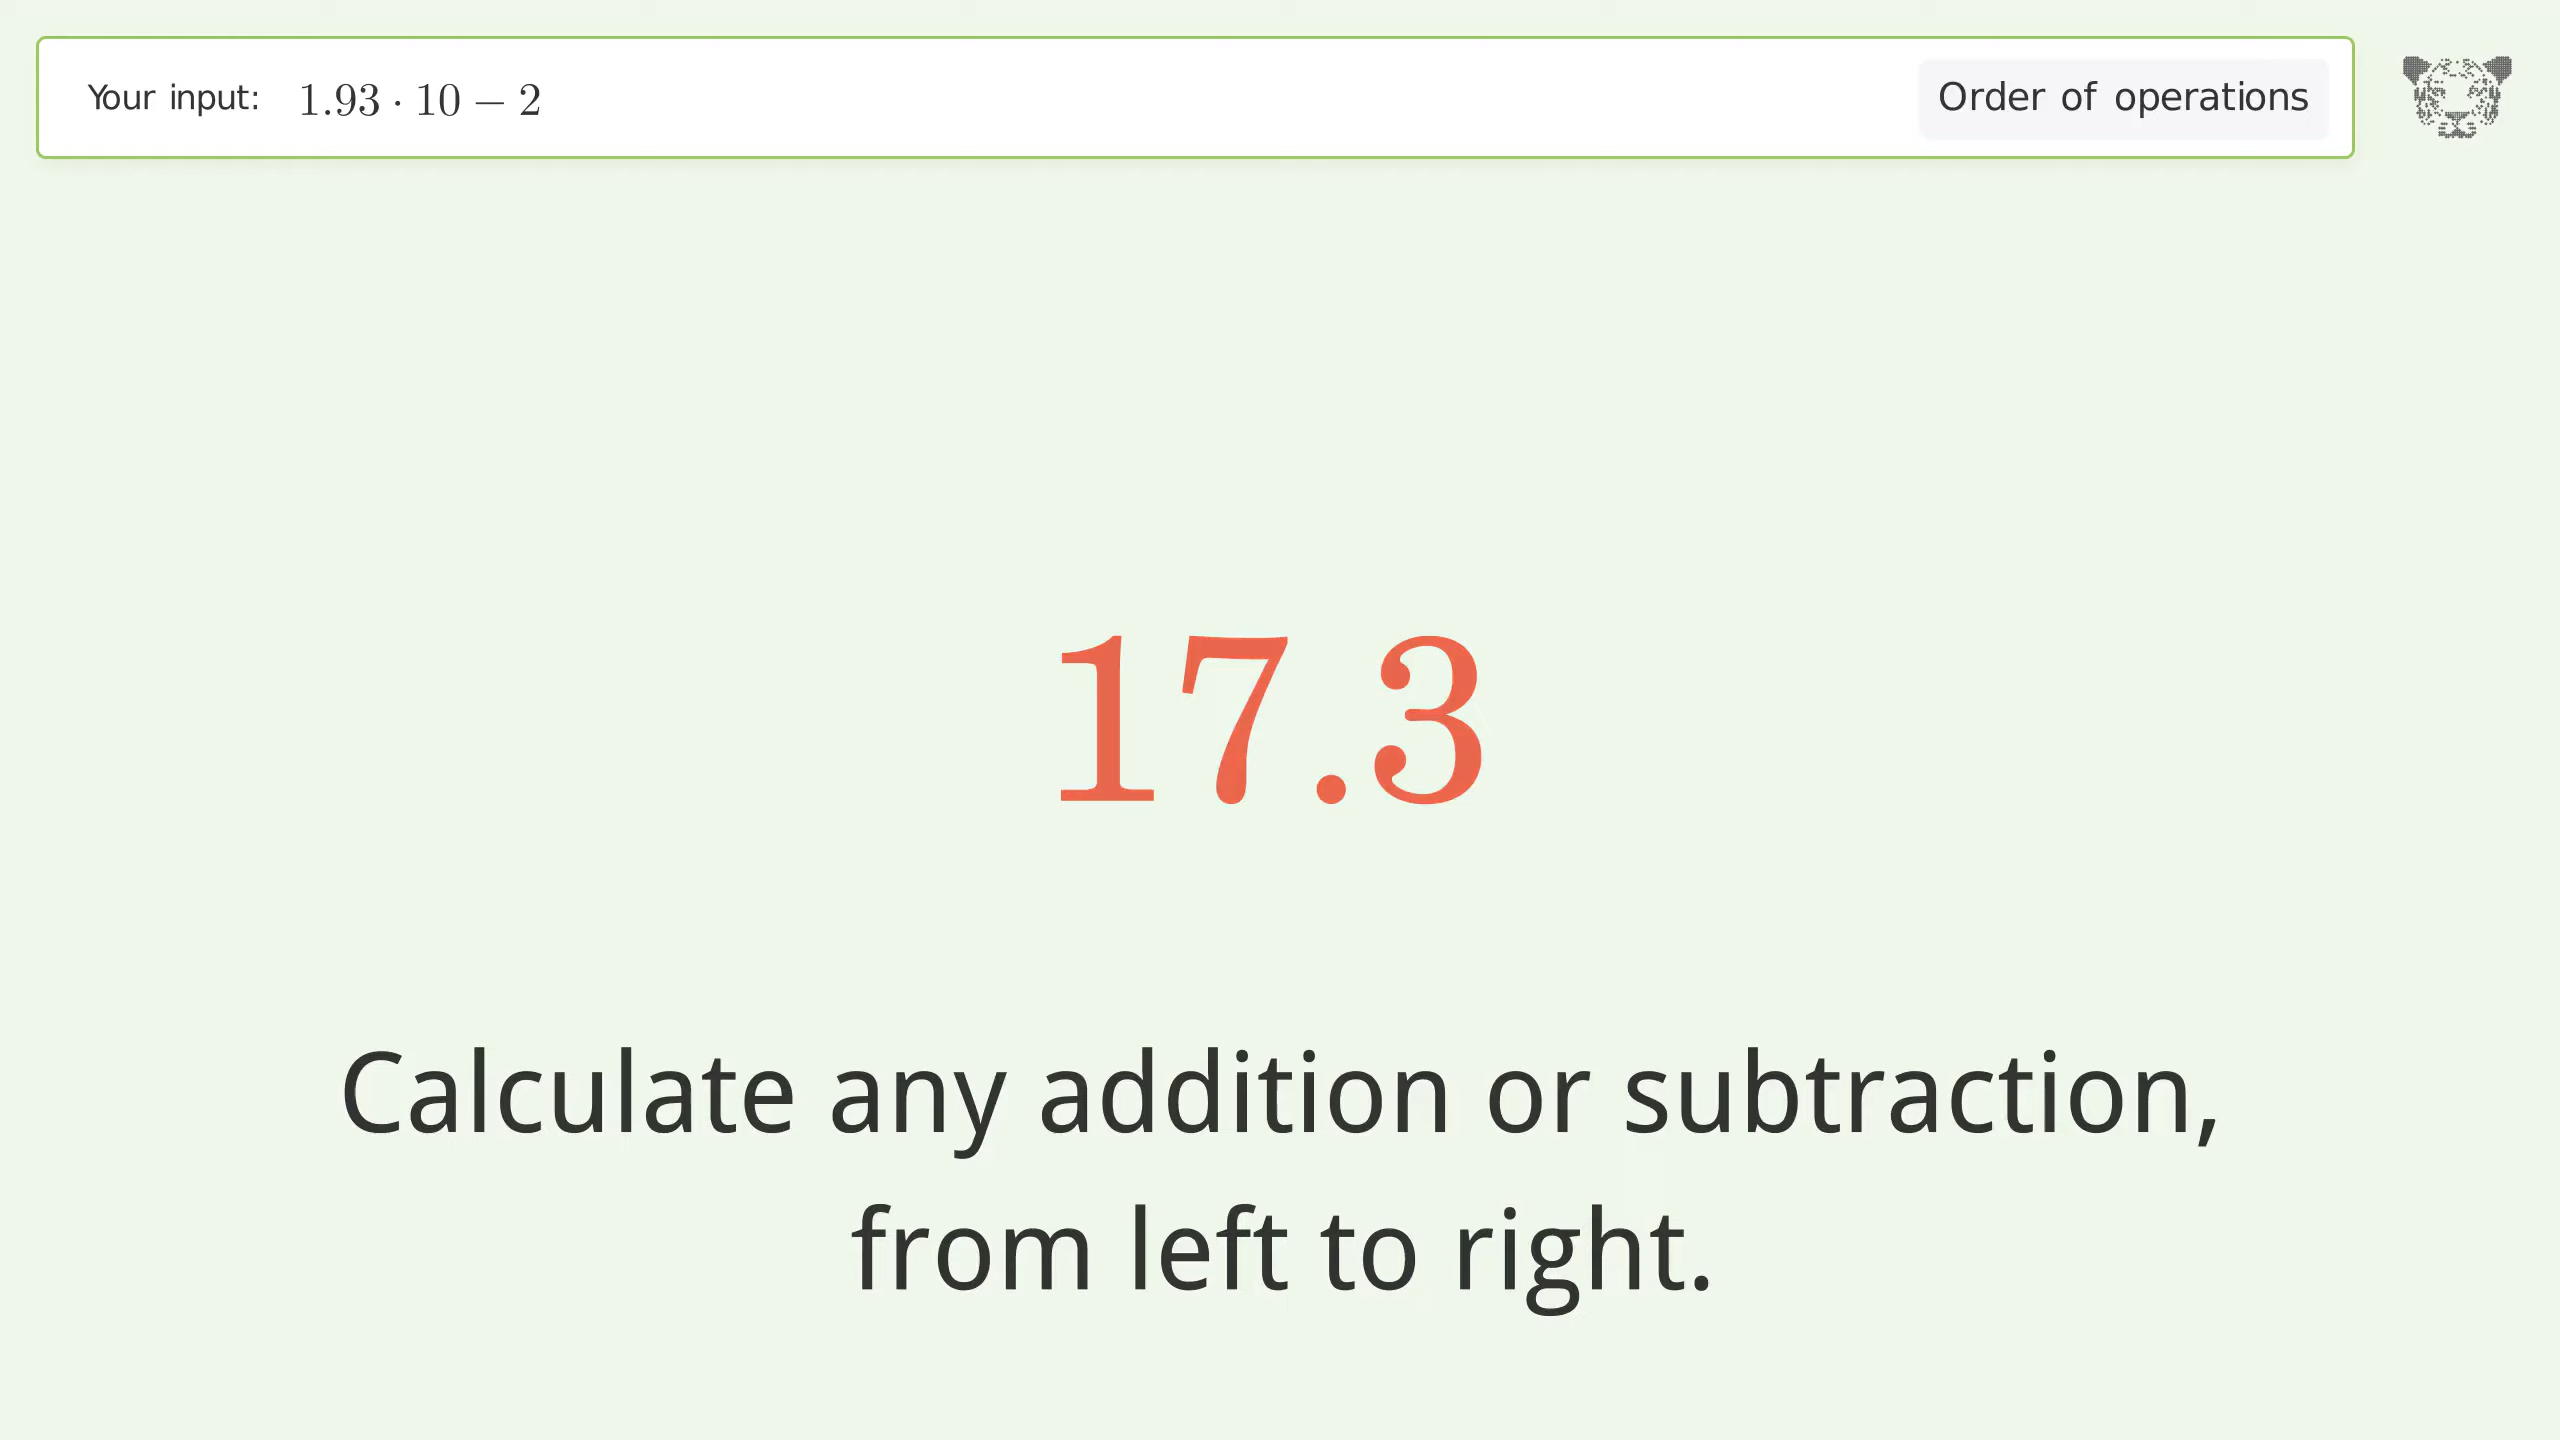 Your input: 1.93 · 10 − 2
Order of operations
17.3
Calculate any addition or subtraction,
from left to right.